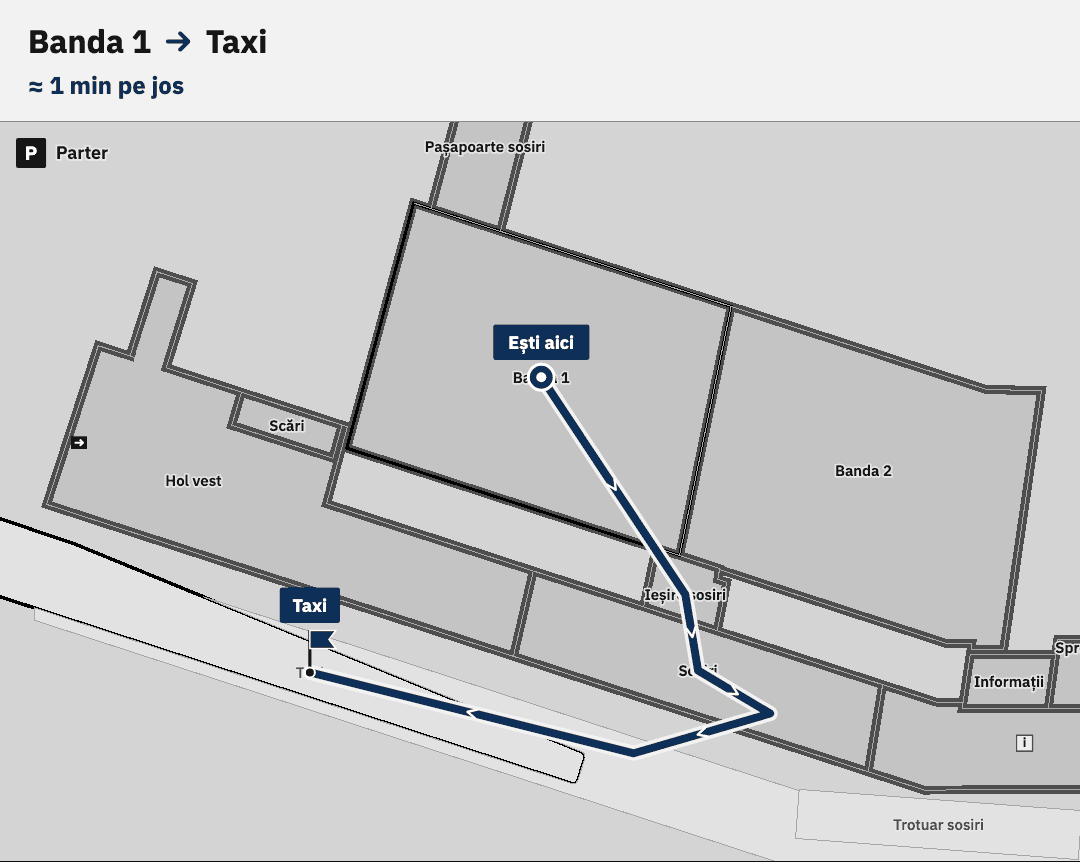 Banda 1 → Taxi
≈ 1 min pe jos
P Parter
Pașapoarte sosiri
Ești aici
Scări
Banda 2
Hol vest
Taxi
Informații
i
Trotuar sosiri